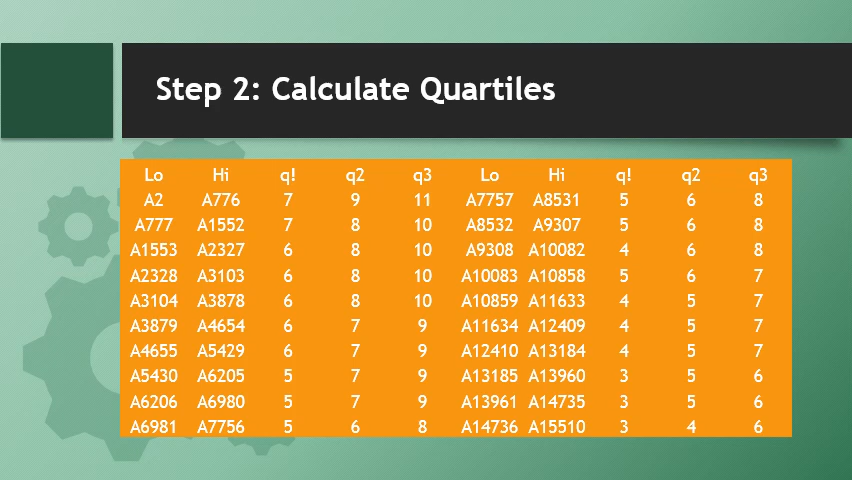 Step 2: Calculate Quartiles
Lo Hi q! q2 q3 Lo Hi q! q2 q3
A2 A776 7 9 11 A7757 A8531 5 6 8
A777 A1552 7 8 10 A8532 A9307 5 6 8
A1553 A2327 6 8 10 A9308 A10082 4 6 8
A2328 A3103 6 8 10 A10083 A10858 5 6 7
A3104 A3878 6 8 10 A10859 A11633 4 5 7
A3879 A4654 6 7 9 A11634 A12409 4 5 7
A4655 A5429 6 7 9 A12410 A13184 4 5 7
A5430 A6205 5 7 9 A13185 A13960 3 5 6
A6206 A6980 5 7 9 A13961 A14735 3 5 6
A6981 A7756 5 6 8 A14736 A15510 3 4 6